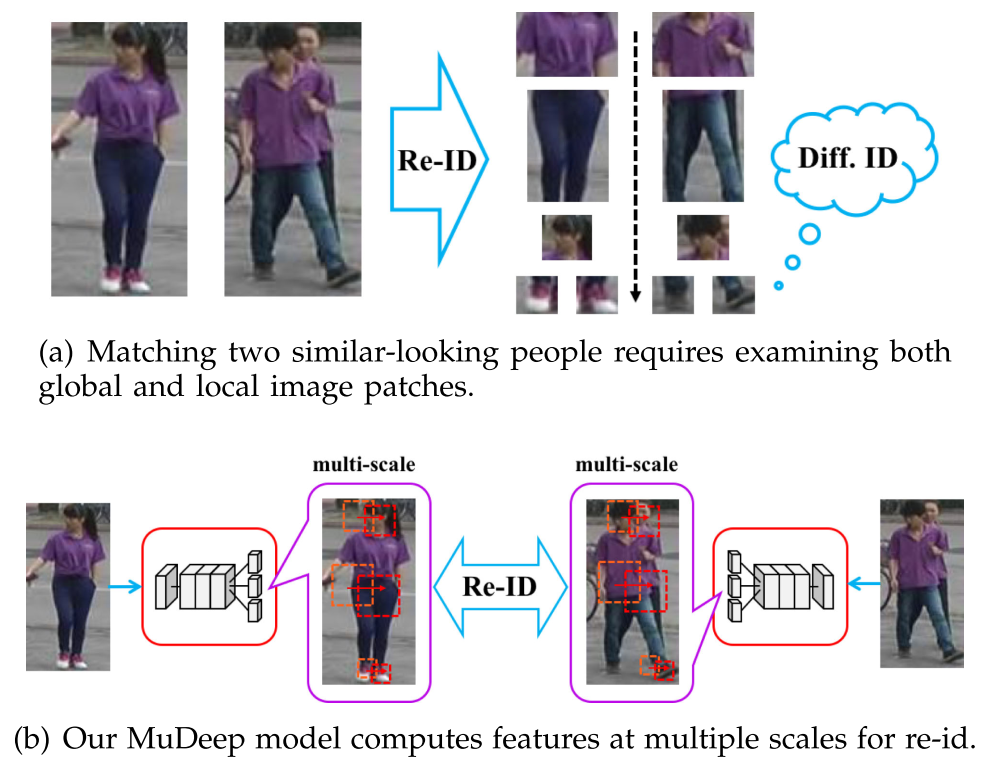 Re-ID
Diff. ID
(a) Matching two similar-looking people requires examining both
global and local image patches.
multi-scale
multi-scale
Re-ID
(b) Our MuDeep model computes features at multiple scales for re-id.